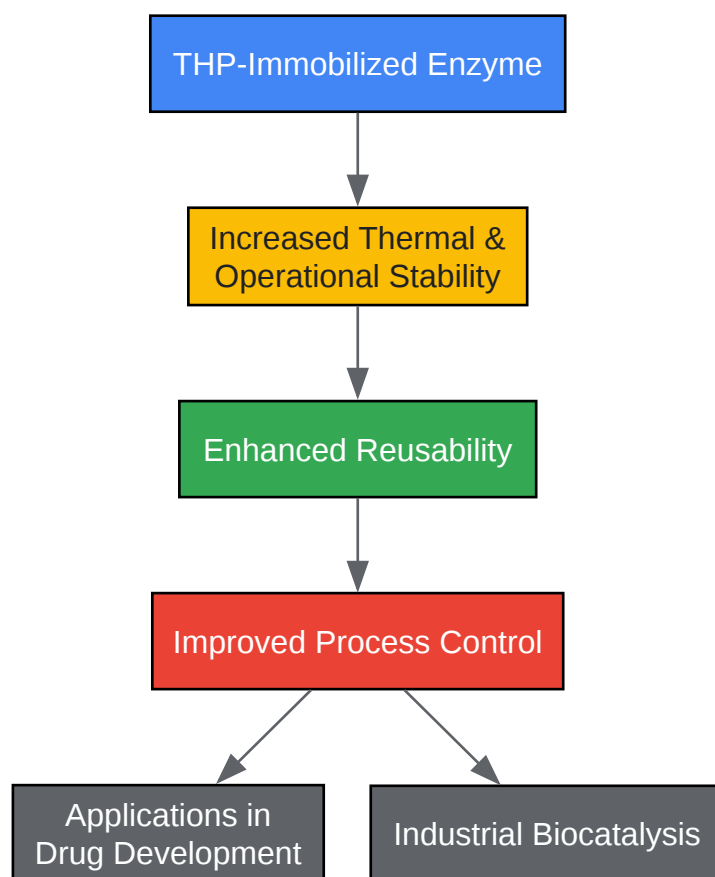 THP-Immobilized Enzyme
Increased Thermal &
Operational Stability
Enhanced Reusability
Improved Process Control
Applications in
Drug Development
Industrial Biocatalysis